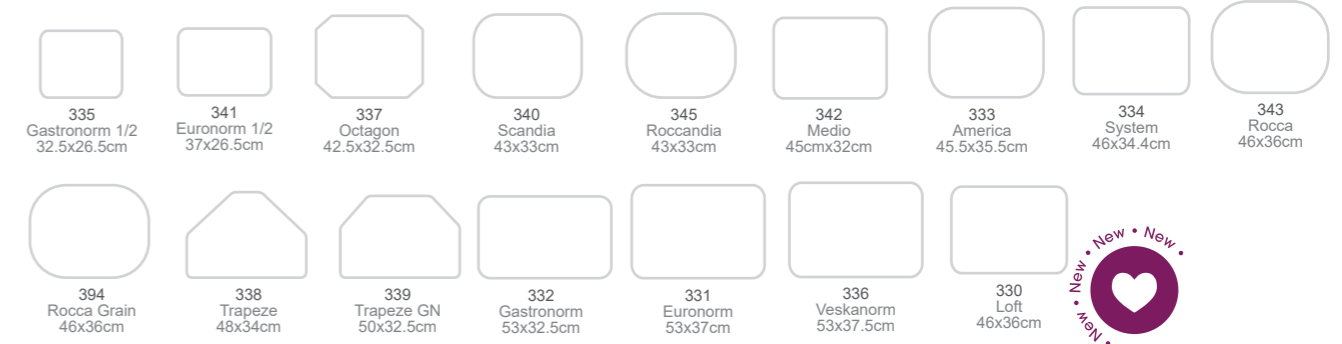 335
Gastronorm 1/2
32.5x26.5cm
341
Euronorm 1/2
37x26.5cm
337
Octagon
42.5x32.5cm
340
Scandia
43x33cm
345
Roccandia
43x33cm
342
Medio
45cmx32cm
333
America
45.5x35.5cm
334
System
46x34.4cm
343
Rocca
46x36cm
394
Rocca Grain
46x36cm
338
Trapeze
48x34cm
339
Trapeze GN
50x32.5cm
332
Gastronorm
53x32.5cm
331
Euronorm
53x37cm
336
Veskanorm
53x37.5cm
330
Loft
46x36cm
• New • New • New • New •